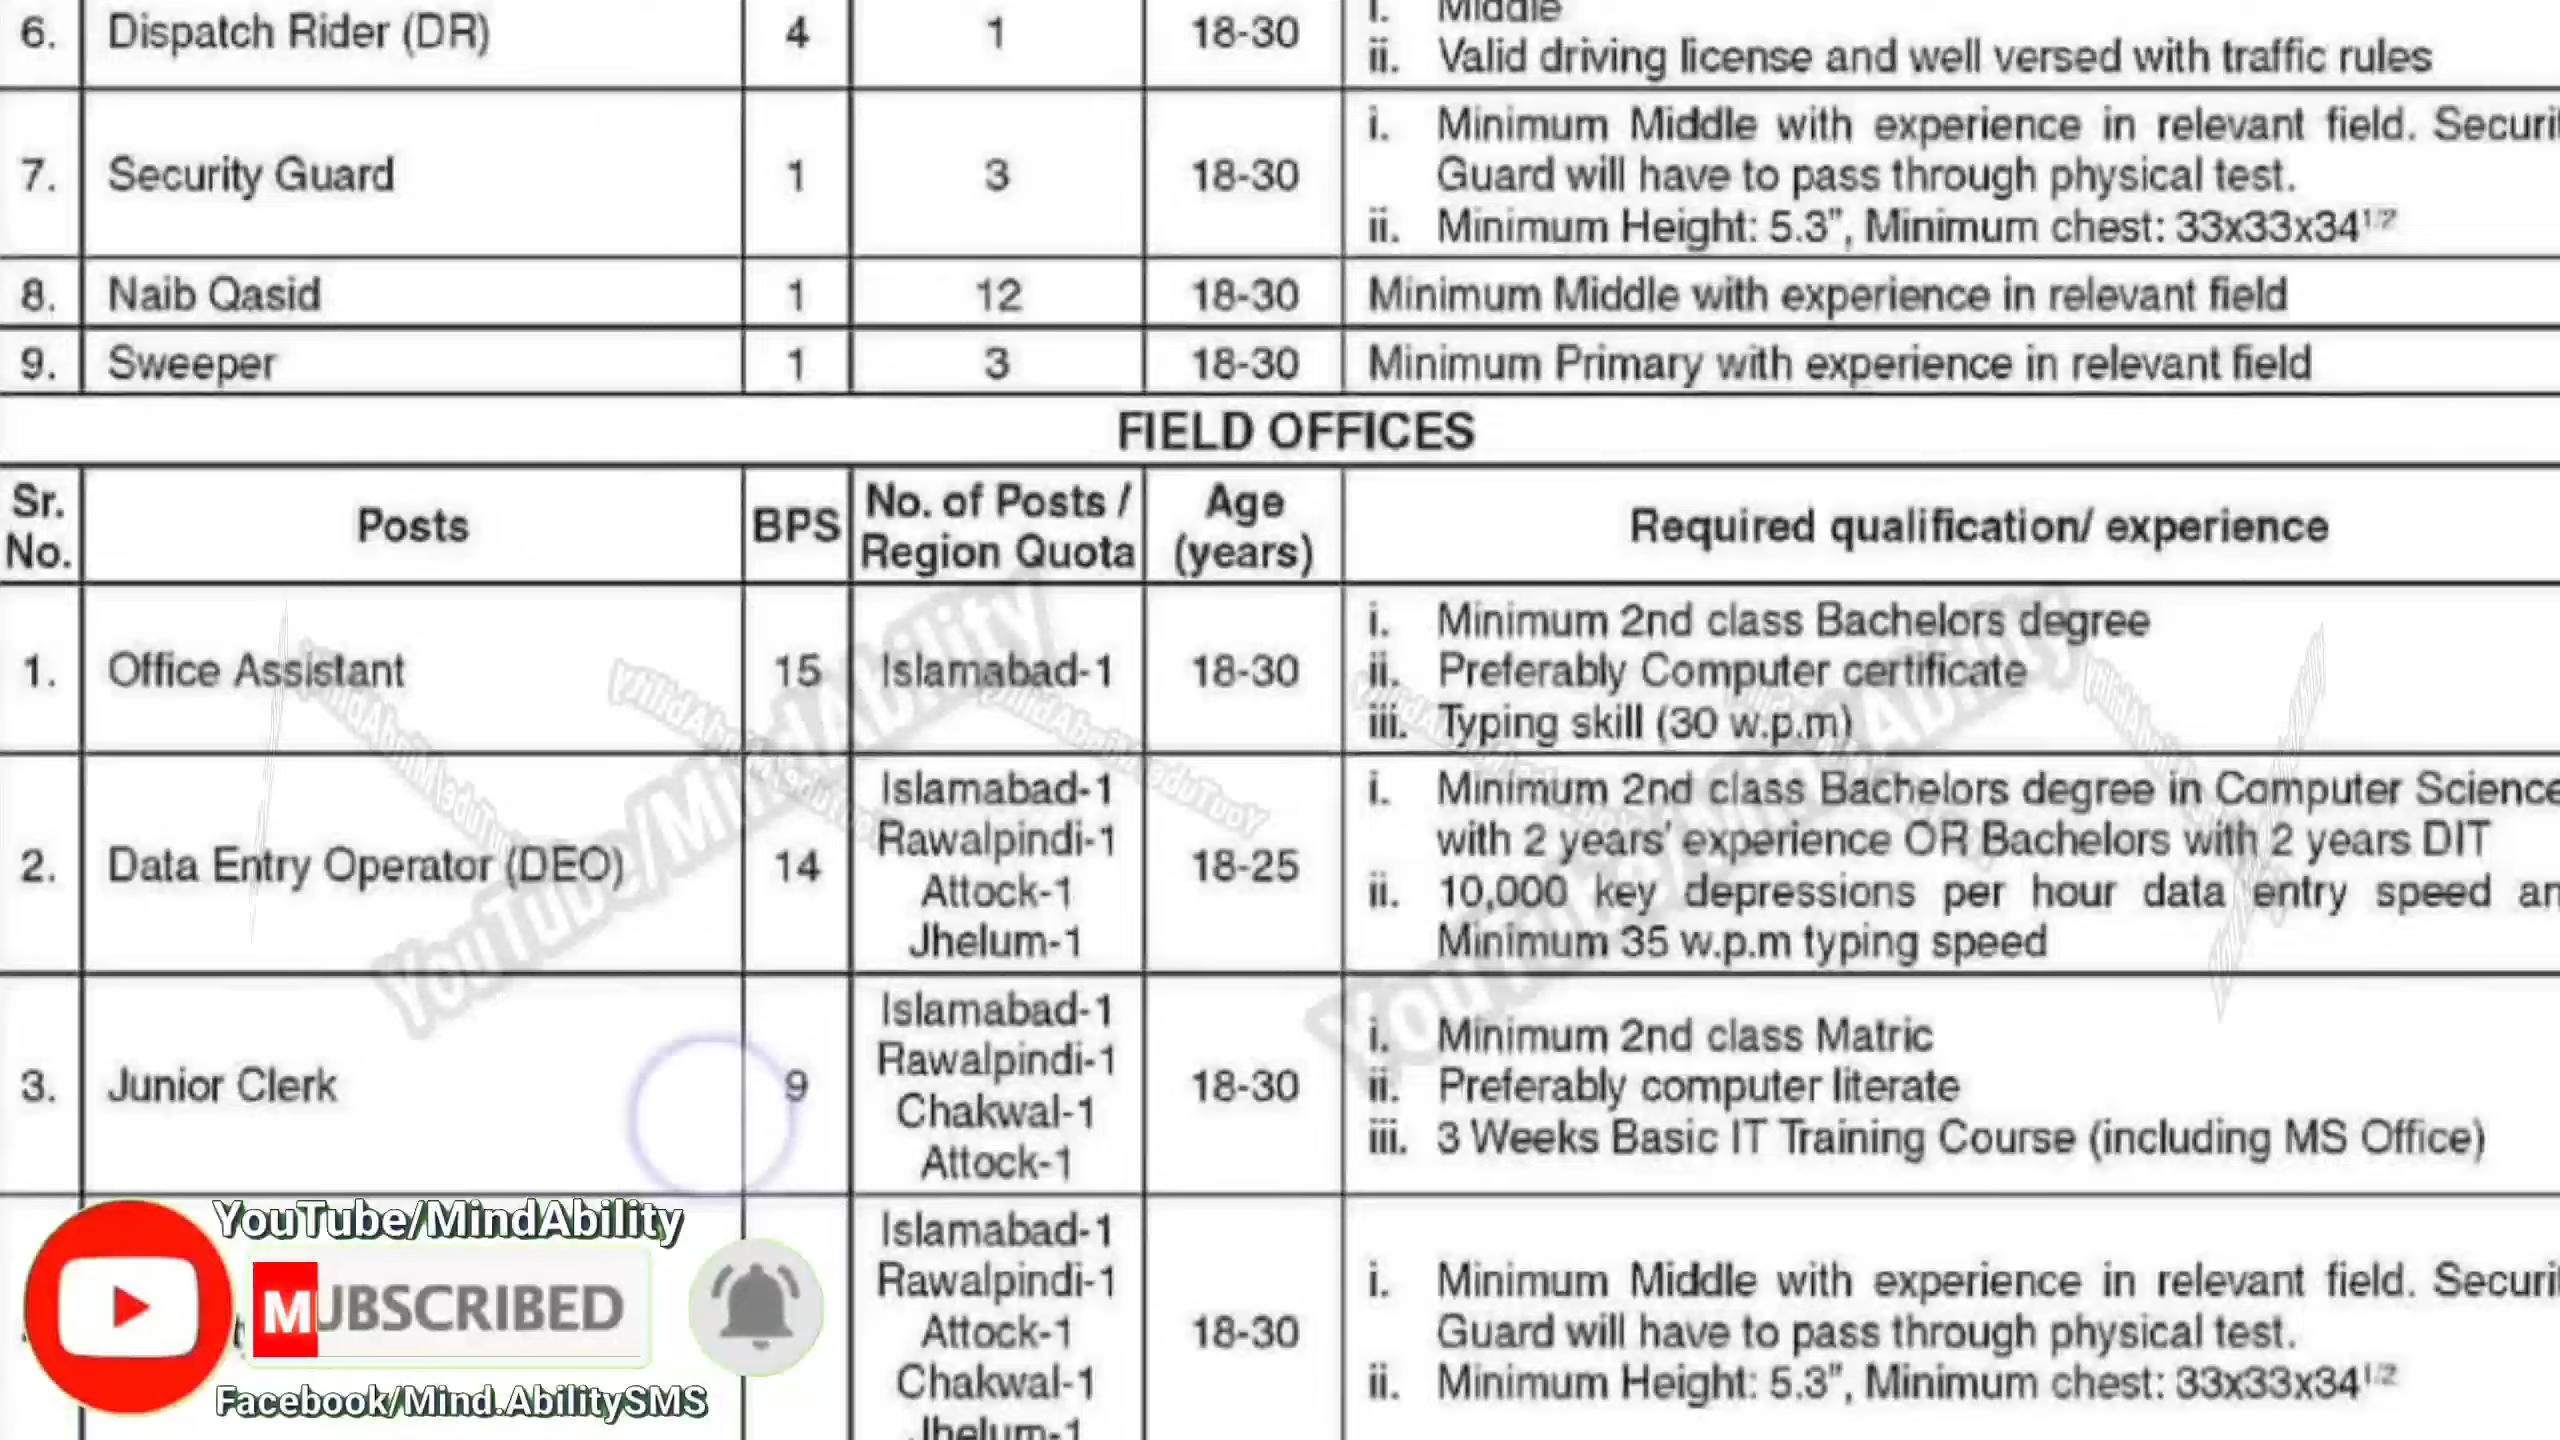 6. Dispatch Rider (DR) 4 1 18-30 i. Middle
ii. Valid driving license and well versed with traffic rules
7. Security Guard 1 3 18-30 i. Minimum Middle with experience in relevant field.
Guard will have to pass through physical test.
ii. Minimum Height: 5.3”, Minimum chest: 33x33x34 1/2
8. Naib Qasid 1 12 18-30 Minimum Middle with experience in relevant field
9. Sweeper 1 3 18-30 Minimum Primary with experience in relevant field
FIELD OFFICES
Sr. No. Posts BPS No. of Posts / Region Quota Age (years) Required qualification/ experience
1. Office Assistant 15 Islamabad-1 18-30 i. Minimum 2nd class Bachelors degree
ii. Preferably Computer certificate
iii. Typing skill (30 w.p.m)
2. Data Entry Operator (DEO) 14
Islamabad-1
Rawalpindi-1
Attock-1
Jhelum-1
18-25
i. Minimum 2nd class Bachelors degree in Computer Science
with 2 years’ experience OR Bachelors with 2 years DIT
ii. 10,000 key depressions per hour data entry speed
Minimum 35 w.p.m typing speed
3. Junior Clerk 9
Islamabad-1
Rawalpindi-1
Chakwal-1
Attock-1
18-30
i. Minimum 2nd class Matric
ii. Preferably computer literate
iii. 3 Weeks Basic IT Training Course (including MS Office)
Islamabad-1
Rawalpindi-1
Attock-1
Chakwal-1
Jhelum-1
18-30
i. Minimum Middle with experience in relevant field.
Guard will have to pass through physical test.
ii. Minimum Height: 5.3”, Minimum chest: 33x33x34 1/2
YouTube/MindAbility
YouTube/MindAbility
YouTube/MindAbility
M UBSCRIBED
Facebook/Mind.AbilitySMS